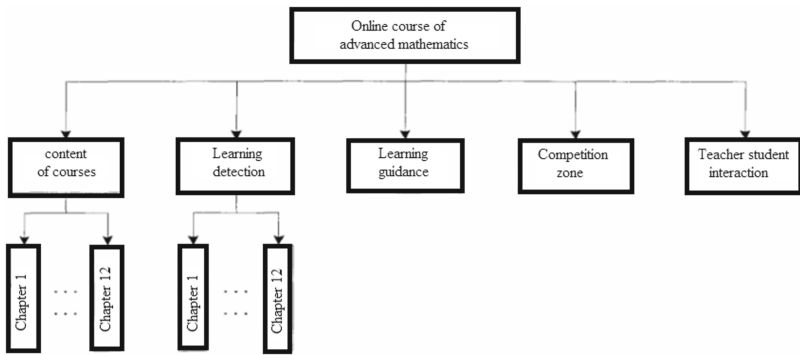 Online course of
advanced mathematics
content
of courses
Learning
detection
Learning
guidance
Competition
zone
Teacher student
interaction
Chapter 1
. . .
. . .
Chapter 12
Chapter 1
. . .
. . .
Chapter 12